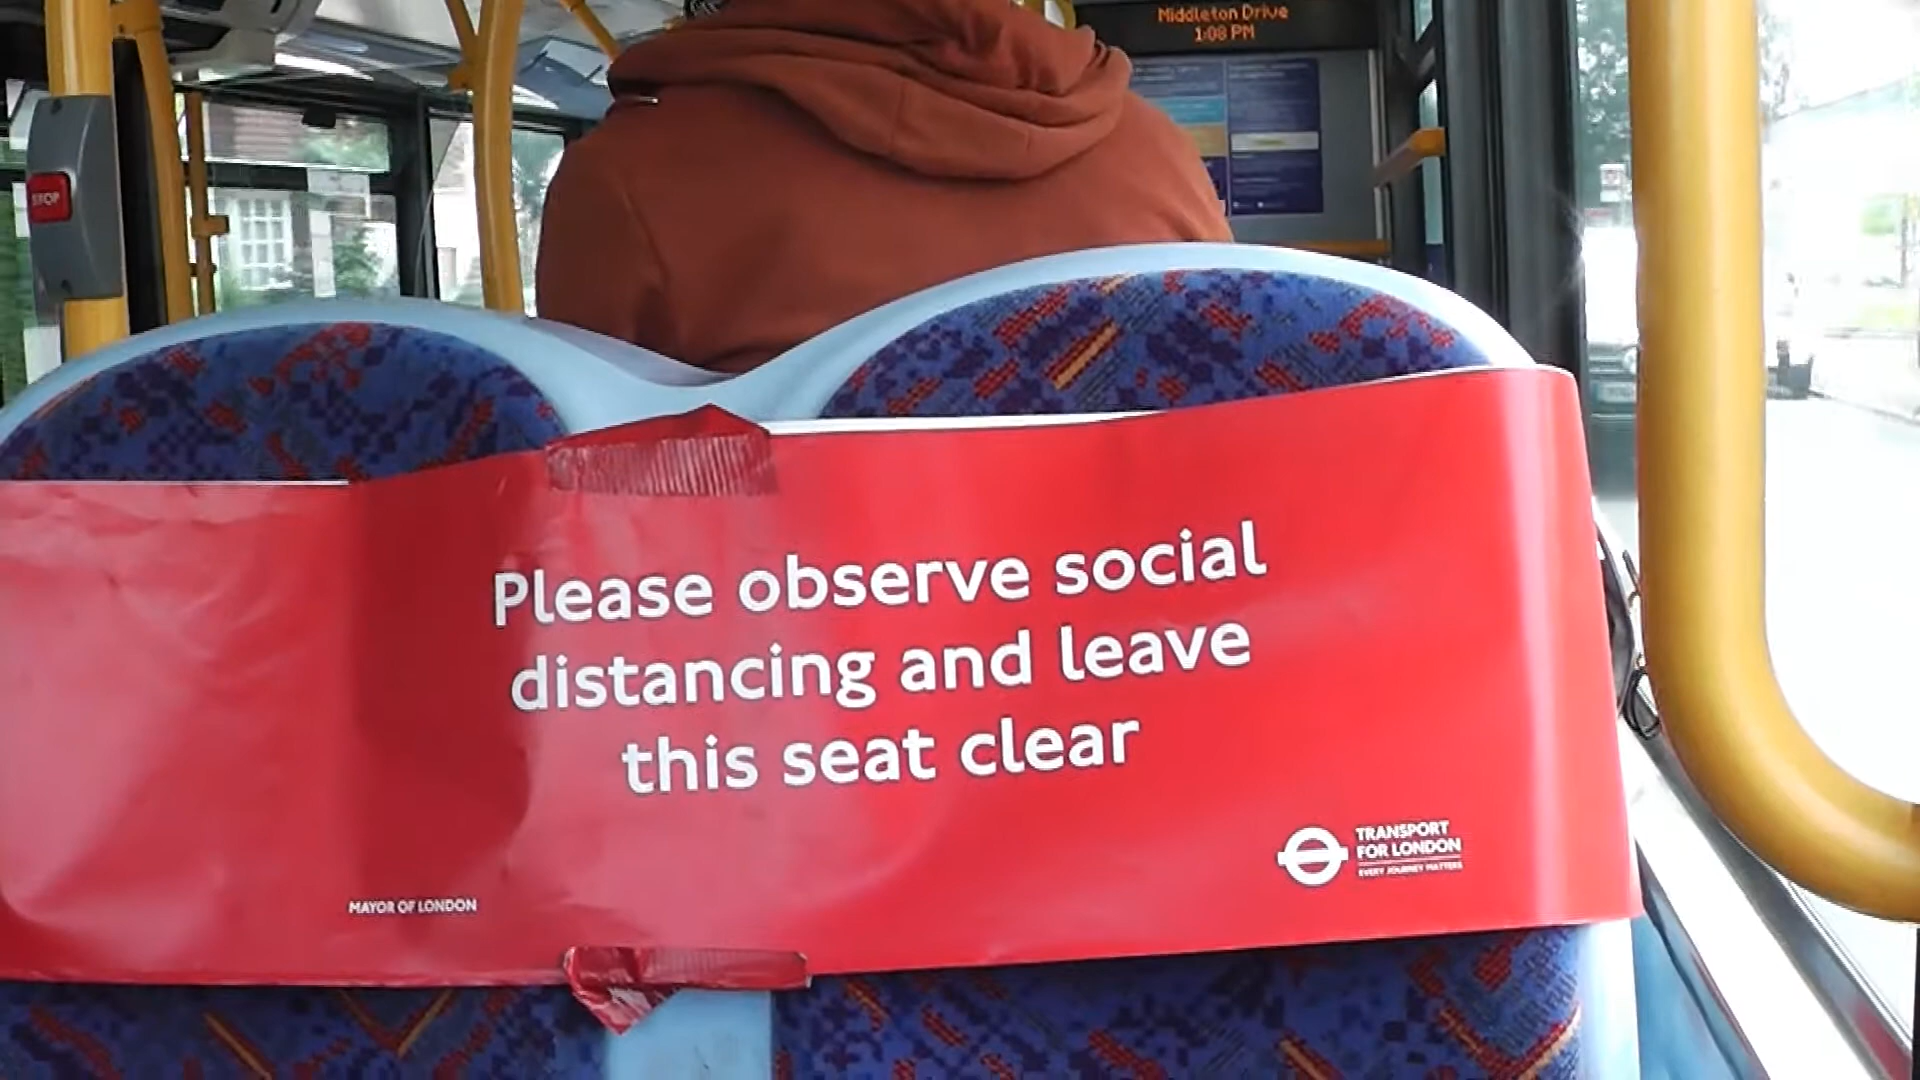 Middleton Drive
1:08 PM
STOP
Please observe social
distancing and leave
this seat clear
TRANSPORT
FOR LONDON
EVERY JOURNEY MATTERS
MAYOR OF LONDON